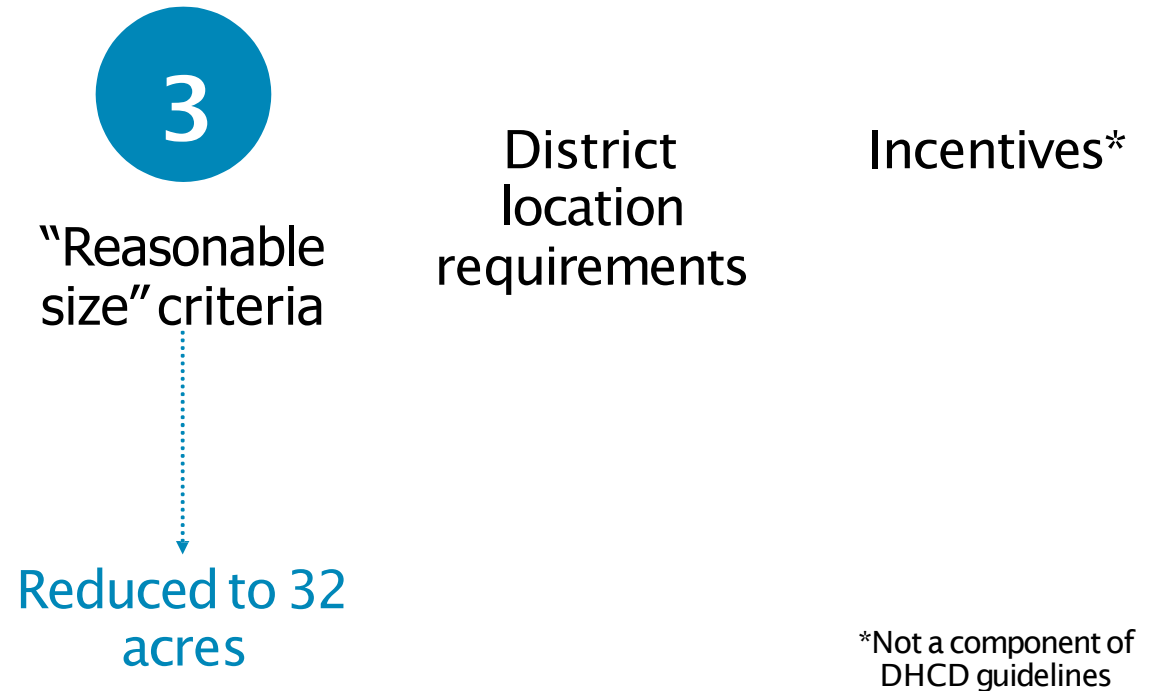 3
“Reasonable
size” criteria
Reduced to 32
acres
District
location
requirements
Incentives*
*Not a component of
DHCD guidelines